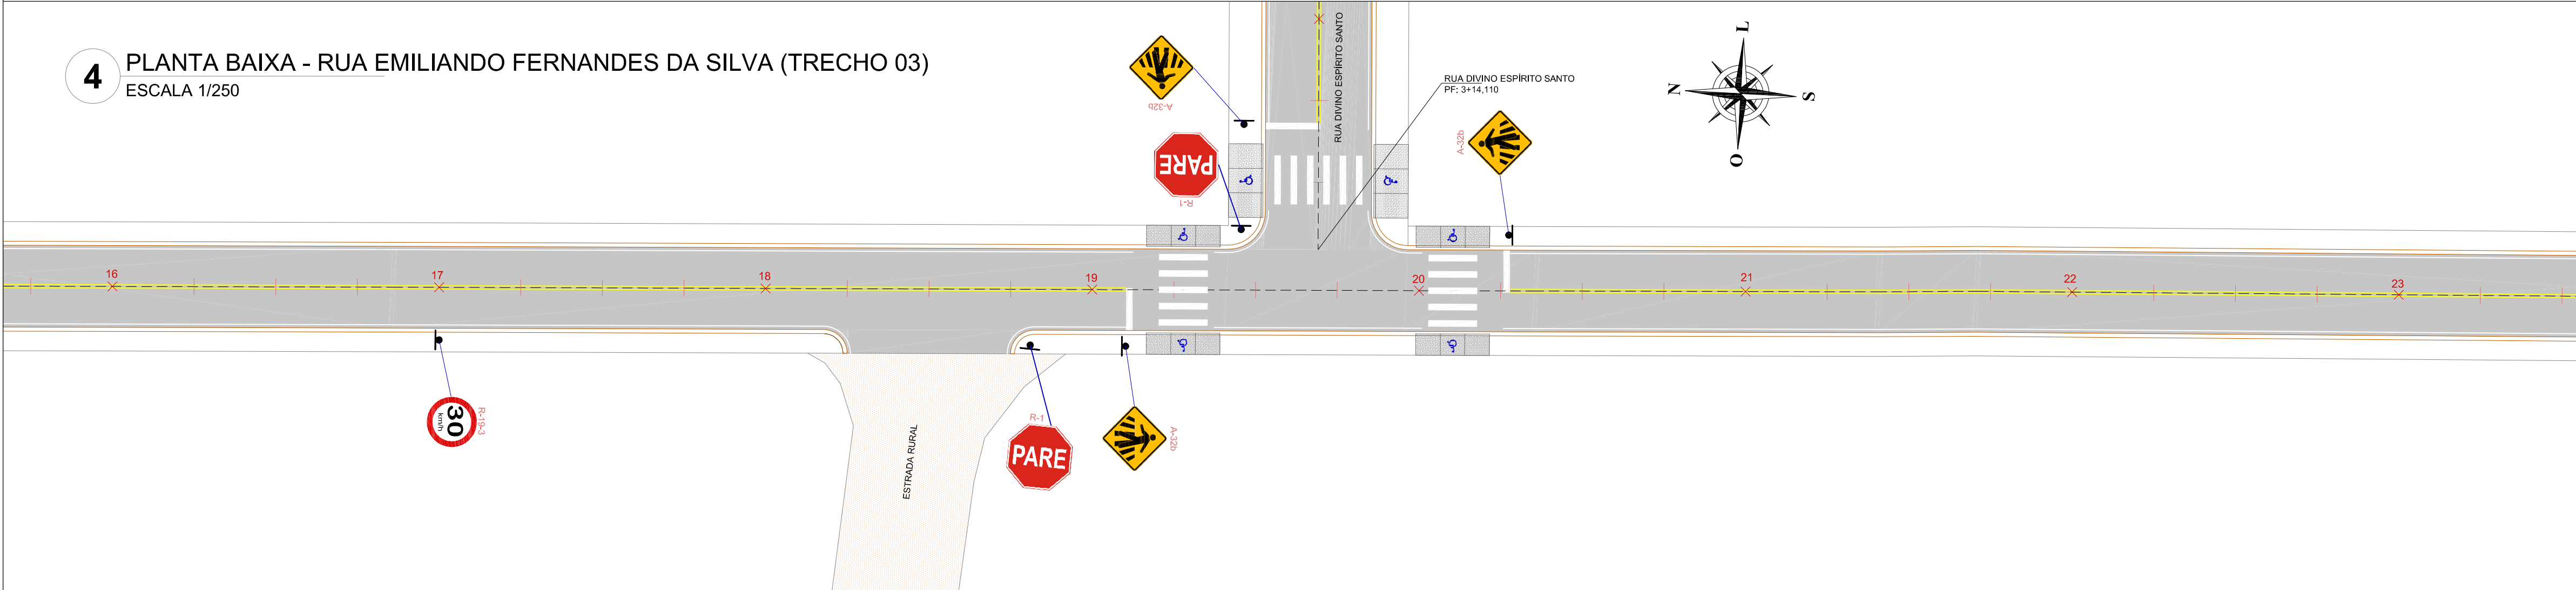 4
PLANTA BAIXA - RUA EMILIANDO FERNANDES DA SILVA (TRECHO 03)
ESCALA 1/250
A-32b
PARE
R-1
RUA DIVINO ESPÍRITO SANTO
RUA DIVINO ESPÍRITO SANTO
PF: 3+14,110
A-32b
L
N
S
O
16
17
18
19
20
21
22
23
30
km/h
R-19-3
ESTRADA RURAL
R-1
PARE
A-32b